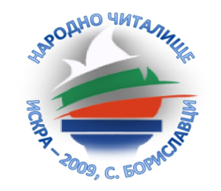 НАРОДНО ЧИТАЛИЩЕ
ИСКРА – 2009, С. БОРИСЛАВЦИ